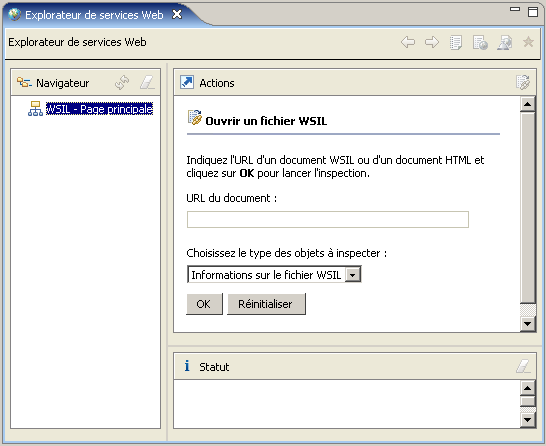 Explorateur de services Web
Explorateur de services Web
Navigateur
WSIL - Page principale
Actions
Ouvrir un fichier WSIL
Indiquez l'URL d'un document WSIL ou d'un document HTML et
cliquez sur OK pour lancer l'inspection.
URL du document :
Choisissez le type des objets à inspecter :
Informations sur le fichier WSIL
OK Réinitialiser
Statut